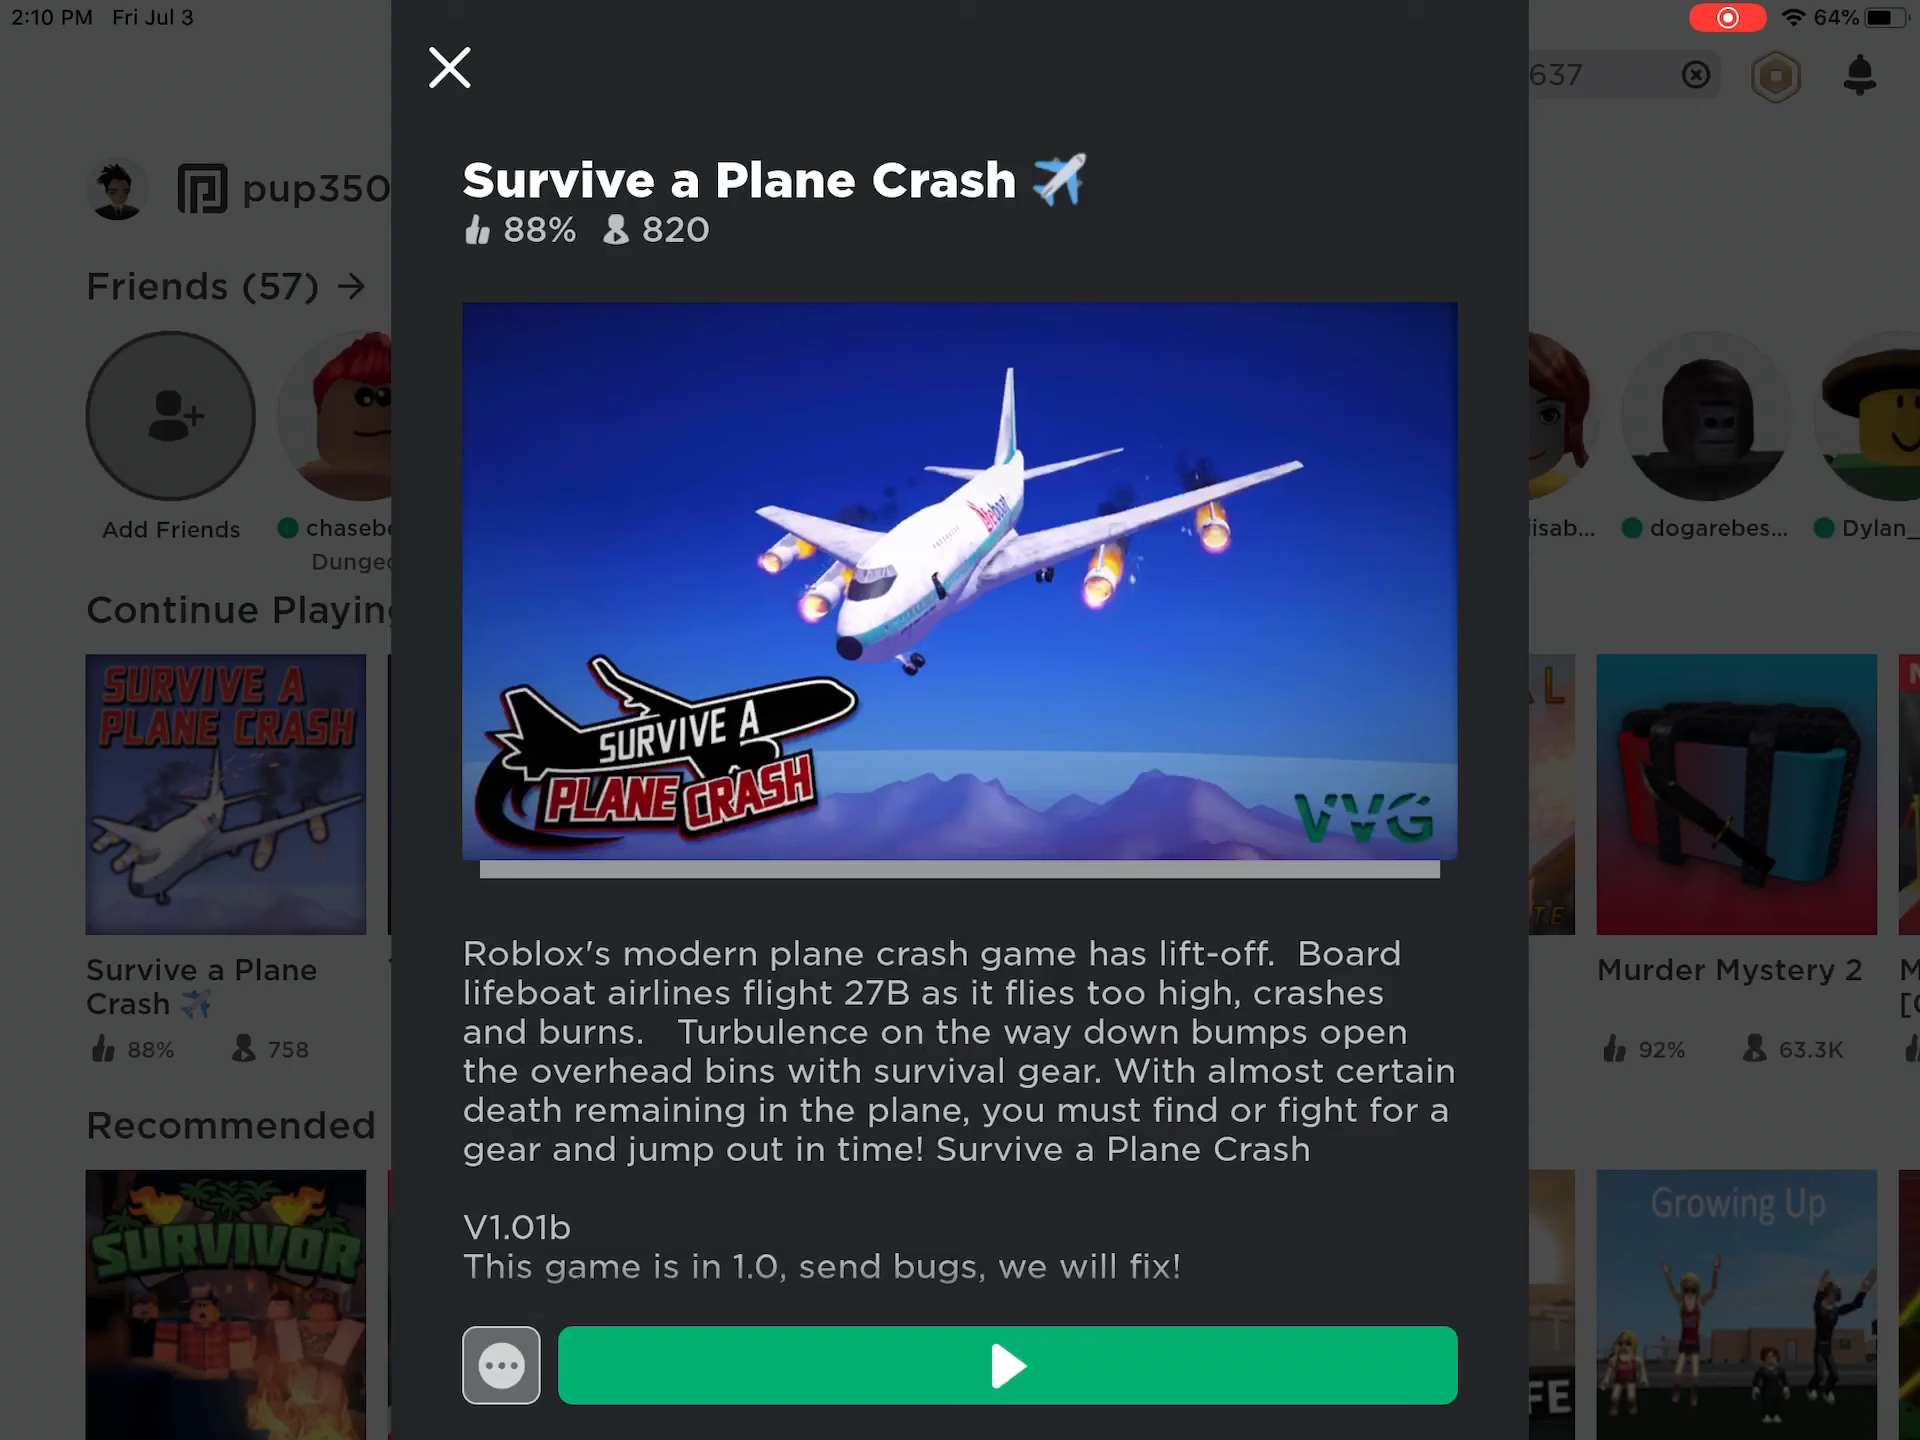 2:10 PM Fri Jul 3
64%
637
pup350
Survive a Plane Crash
88% 820
Friends (57) →
Add Friends
chasebe
Dungeo
isab...
dogarebes...
Dylan_
Continue Playing
SURVIVE A
PLANE CRASH
Survive a Plane
Crash
88% 758
lifeboat
SURVIVE A
PLANE CRASH
VVG
Murder Mystery 2
92% 63.3K
Roblox's modern plane crash game has lift-off. Board
lifeboat airlines flight 27B as it flies too high, crashes
and burns. Turbulence on the way down bumps open
the overhead bins with survival gear. With almost certain
death remaining in the plane, you must find or fight for a
gear and jump out in time! Survive a Plane Crash
V1.01b
This game is in 1.0, send bugs, we will fix!
Recommended
SURVIVOR
Growing Up